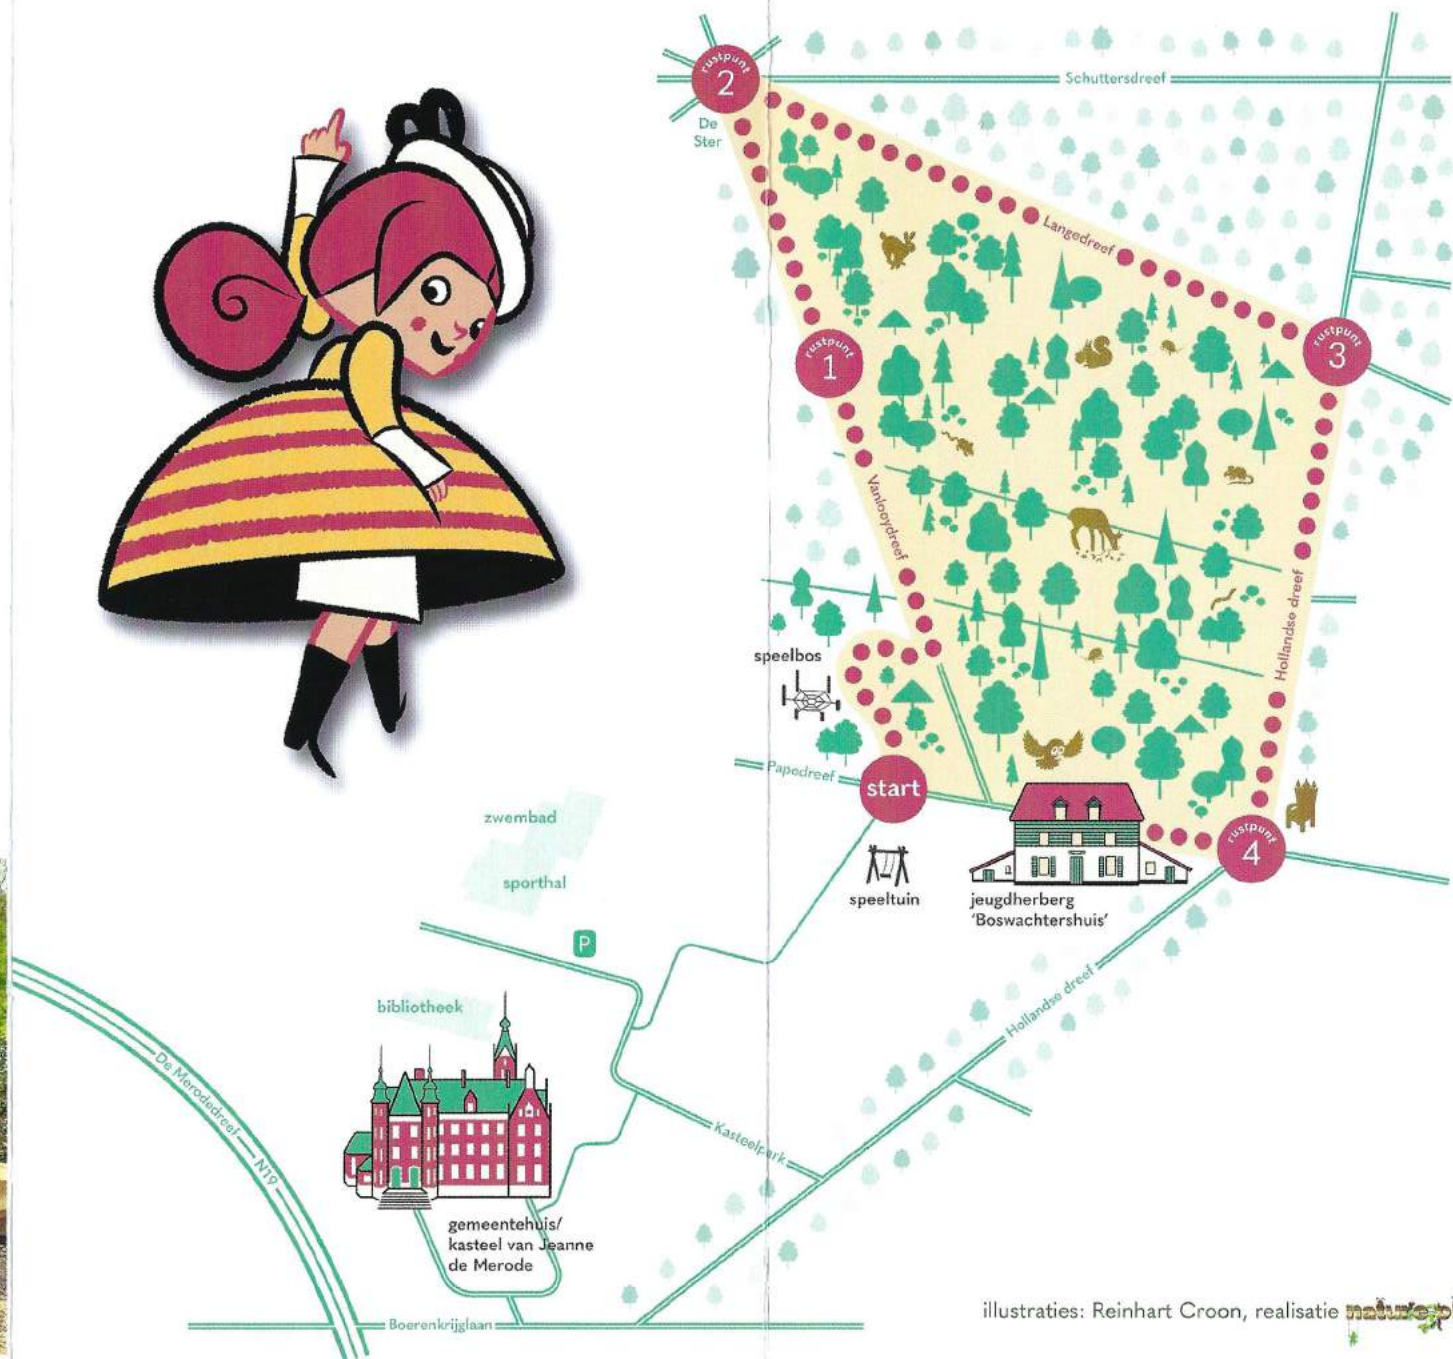 rustpunt
2
Schuttersdreef
De
Ster
Langedreef
rustpunt
1
rustpunt
3
Vanlooydreef
Hollandse dreef
speelbos
Papedreef
start
zwembad
sporthal
speeltuin
jeugdherberg
'Boswachtershuis'
rustpunt
4
P
bibliotheek
Hollandse dreef
De Merodedreef
N19
Kasteelpark
gemeentehuis/
kasteel van Jeanne
de Merode
Boerenkrijglaan
illustraties: Reinhart Croon, realisatie